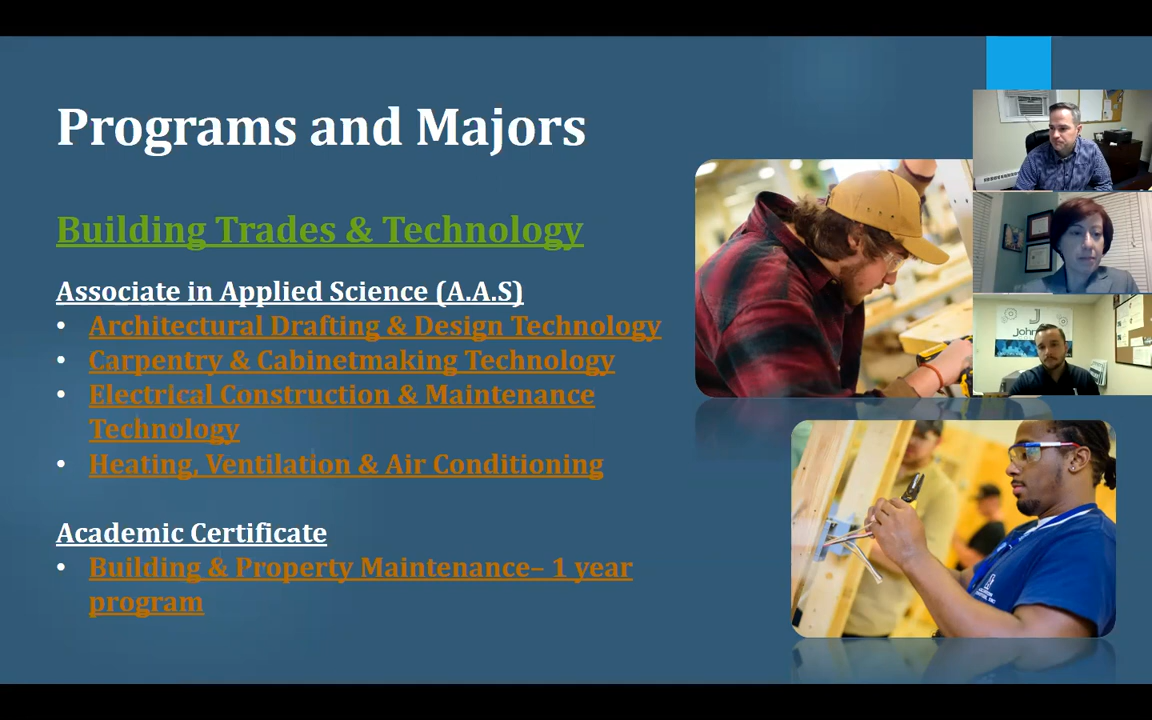 Programs and Majors
Building Trades & Technology
Associate in Applied Science (A.A.S)
• Architectural Drafting & Design Technology
• Carpentry & Cabinetmaking Technology
• Electrical Construction & Maintenance
Technology
• Heating, Ventilation & Air Conditioning
Academic Certificate
• Building & Property Maintenance– 1 year
program
J
John